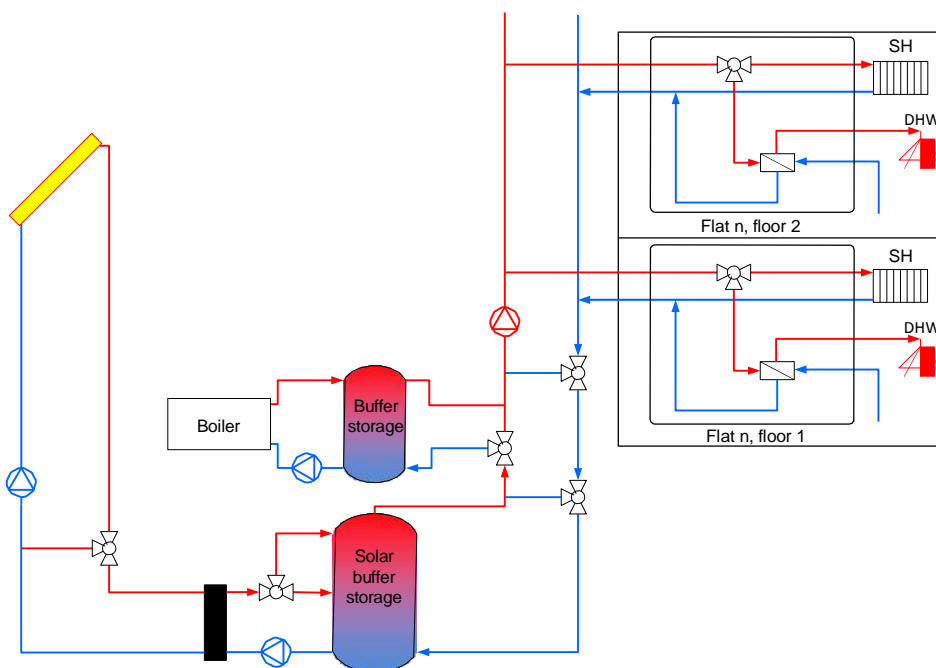 SH
DHW
Flat n, floor 2
SH
DHW
Flat n, floor 1
Boiler
Buffer
storage
Solar
buffer
storage